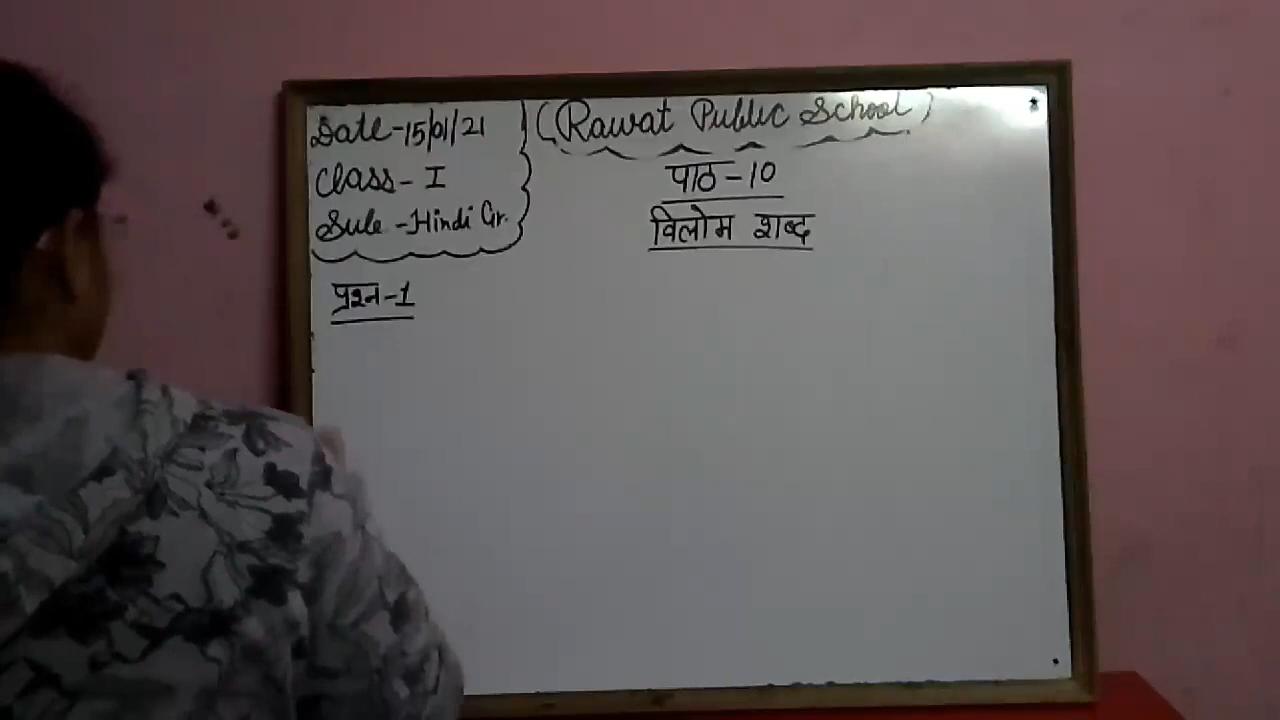 Date-15/01/21
(Rawat Public School)
Class-I
पाठ-10
Sub-Hindi Gr.
विलोम शब्द
प्रश्न-1